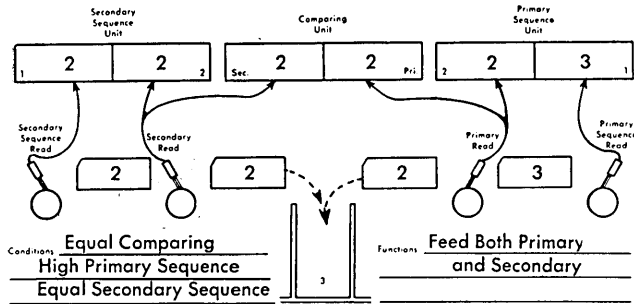 Secondary
Sequence
Unit
Comparing
Unit
Primary
Sequence
Unit
1 2 2 2
Sec. 2 2 Pri.
2 2 3 1
Secondary
Sequence
Read
Secondary
Read
Primary
Read
Primary
Sequence
Read
2 2 2 3
Conditions Equal Comparing
High Primary Sequence
Equal Secondary Sequence
3
Functions Feed Both Primary
and Secondary